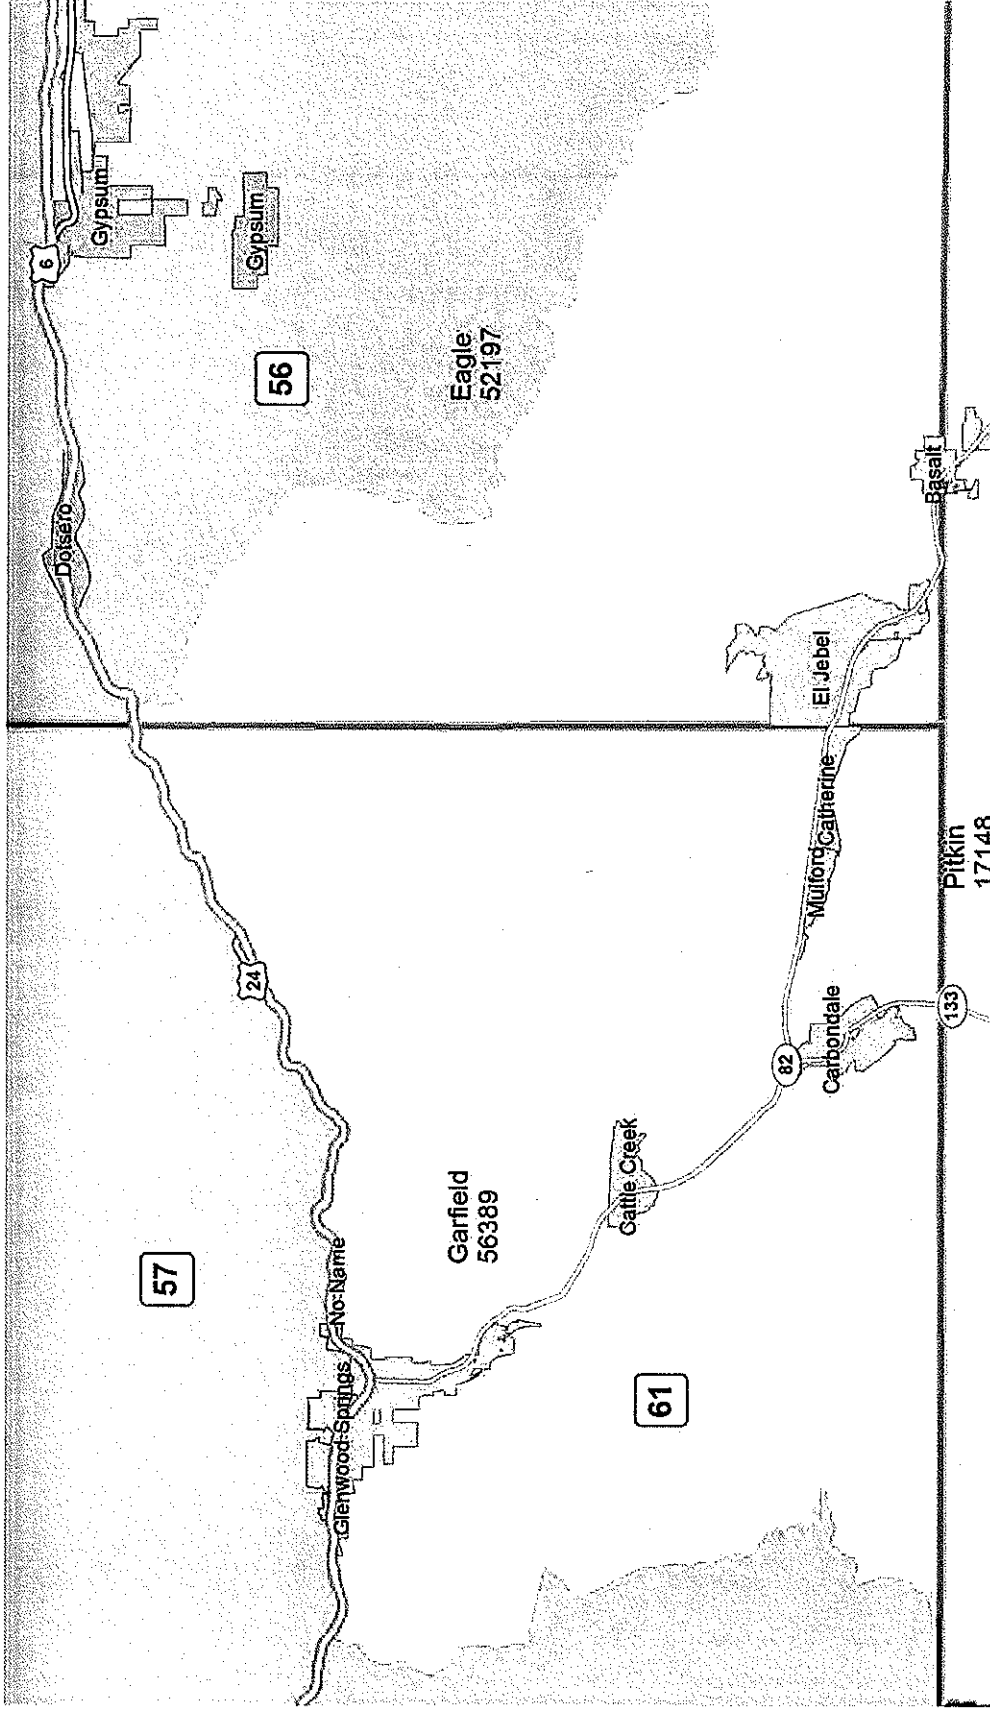 6
Gypsum
Gypsum
56
Eagle
52197
Dotsero
Basalt
El Jebel
24
Catherine
Mulford
Pitkin
17148
133
82
Carbondale
Cattle Creek
Garfield
56389
57
No Name
Glenwood Springs
61